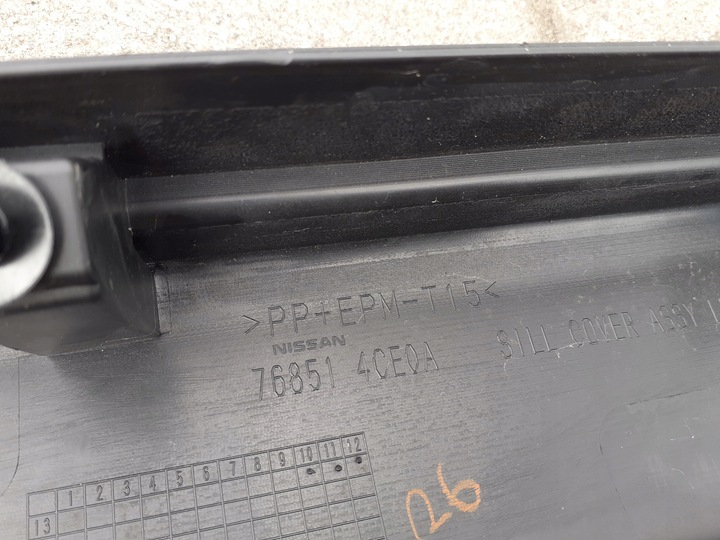 >PP+EPM-T15<
NISSAN
76851 4CE0A SILL COVER ASSY
1 2 3 4 5 6 7 8 9 10 11 12
13
26